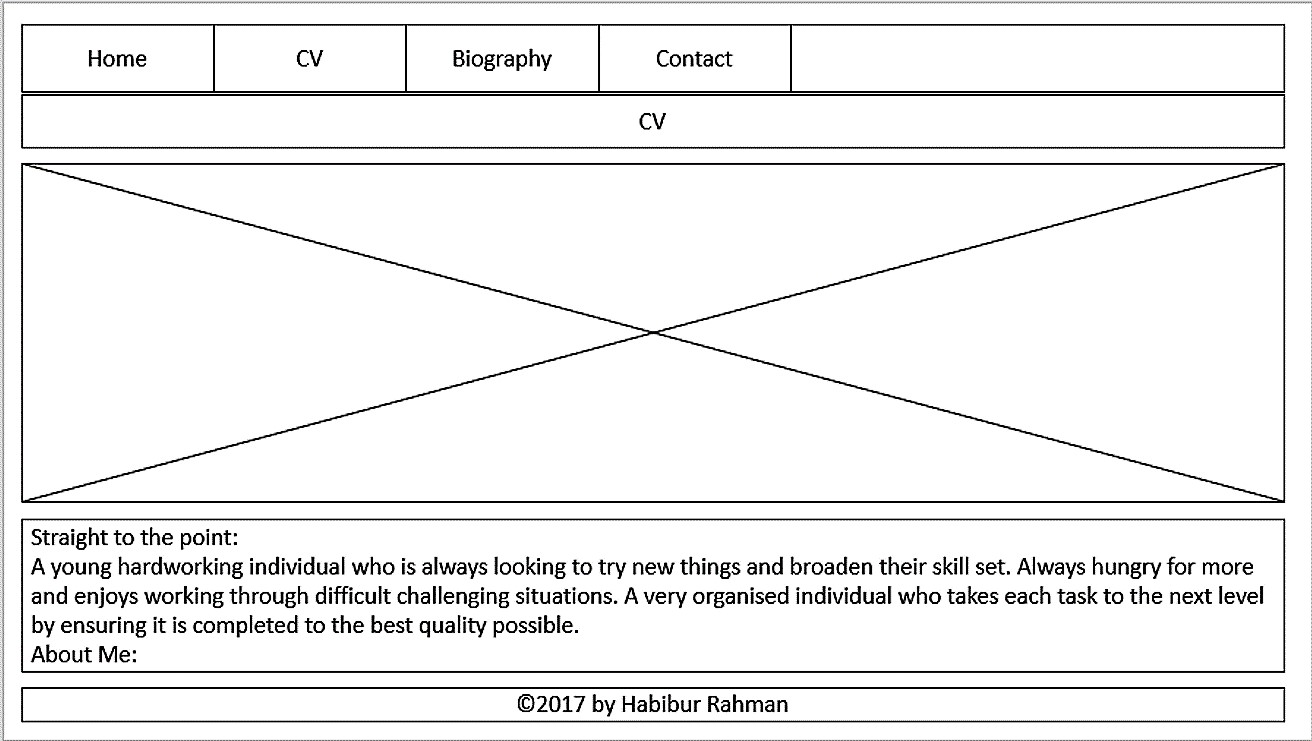 Home CV Biography Contact
CV
Straight to the point:
A young hardworking individual who is always looking to try new things and broaden their skill set. Always hungry for more
and enjoys working through difficult challenging situations. A very organised individual who takes each task to the next level
by ensuring it is completed to the best quality possible.
About Me:
©2017 by Habibur Rahman